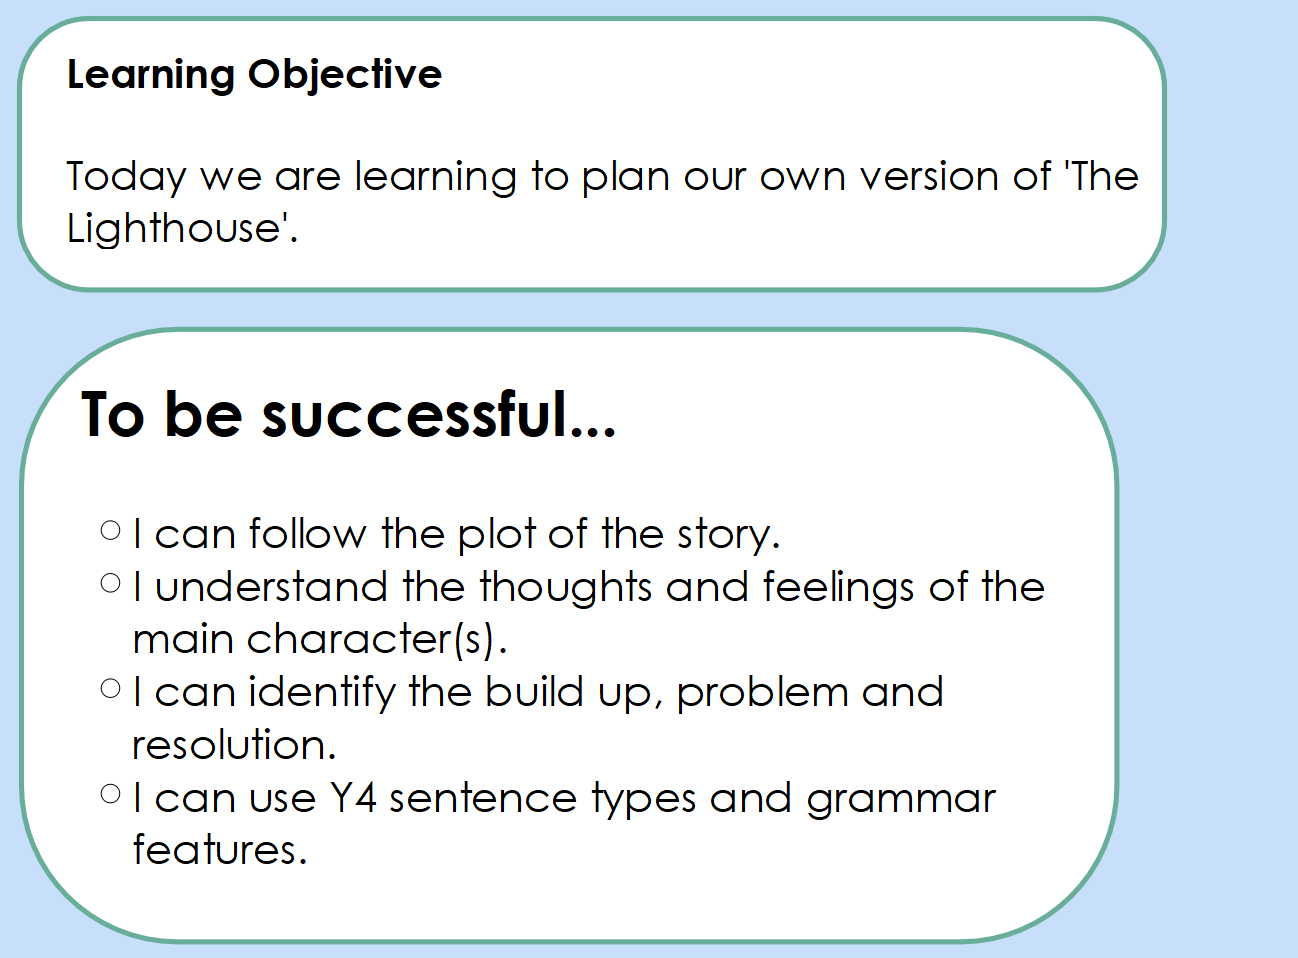 Learning Objective
Today we are learning to plan our own version of 'The
Lighthouse'.
To be successful...
○ I can follow the plot of the story.
○ I understand the thoughts and feelings of the
main character(s).
○ I can identify the build up, problem and
resolution.
○ I can use Y4 sentence types and grammar
features.